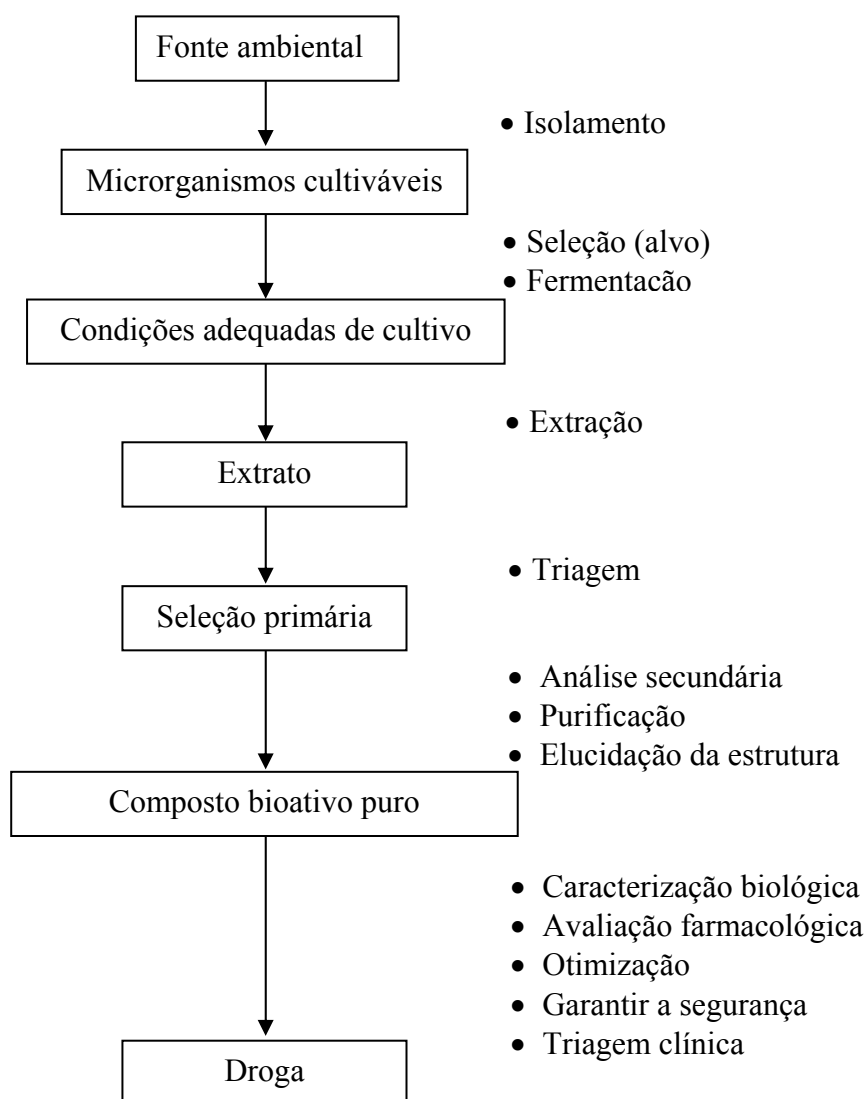 Fonte ambiental
• Isolamento
Microrganismos cultiváveis
• Seleção (alvo)
• Fermentacão
Condições adequadas de cultivo
• Extração
Extrato
• Triagem
Seleção primária
• Análise secundária
• Purificação
• Elucidação da estrutura
Composto bioativo puro
• Caracterização biológica
• Avaliação farmacológica
• Otimização
• Garantir a segurança
• Triagem clínica
Droga